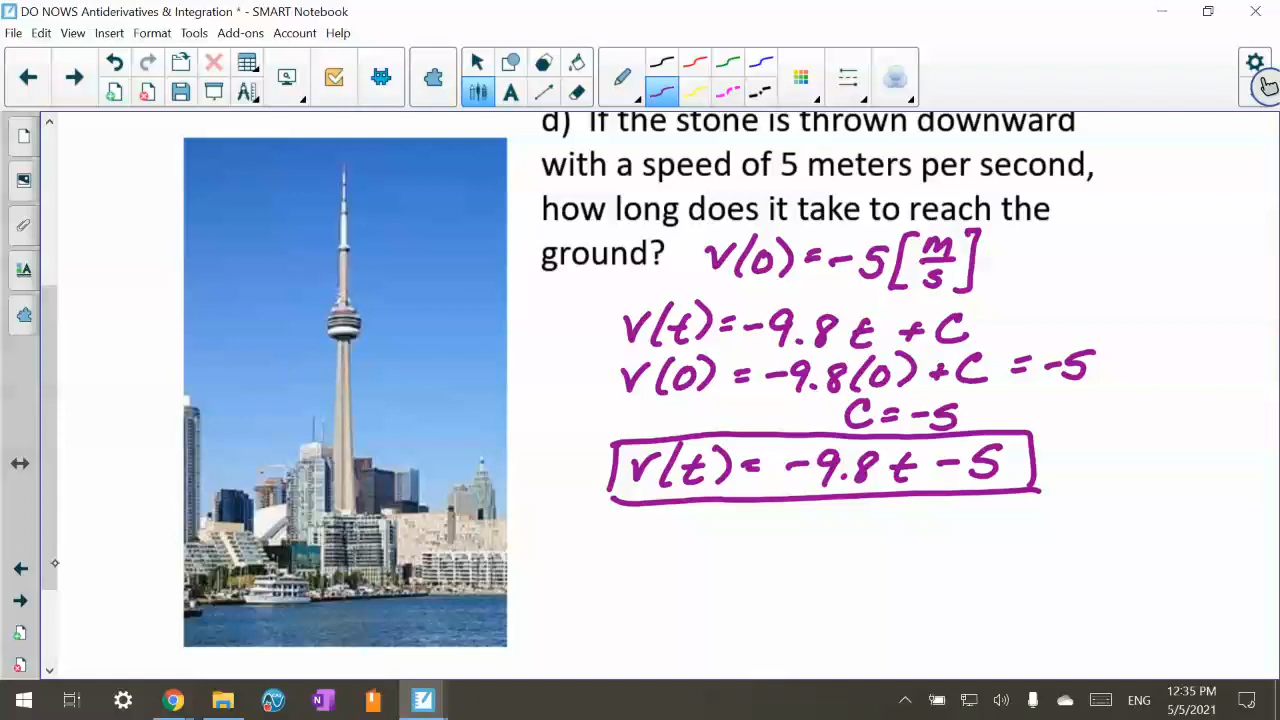 DO NOWS Antiderivatives & Integration * - SMART Notebook
File Edit View Insert Format Tools Add-ons Account Help
d) If the stone is thrown downward
with a speed of 5 meters per second,
how long does it take to reach the
ground? v(0) = -5 [m/s]
v(t) = -9.8t + C
v(0) = -9.8(0) + C = -5
C = -5
v(t) = -9.8t - 5
ENG
12:35 PM
5/5/2021